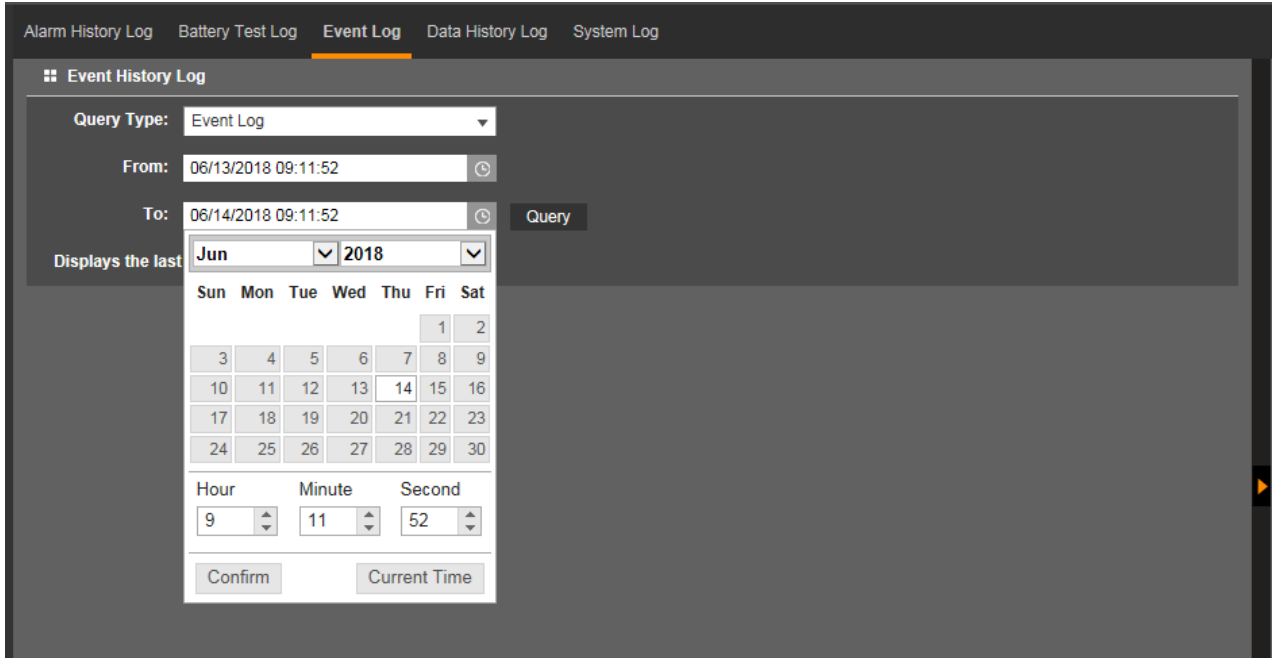 Alarm History Log Battery Test Log Event Log Data History Log System Log
Event History Log
Query Type: Event Log
From: 06/13/2018 09:11:52
To: 06/14/2018 09:11:52 Query
Displays the last
Jun 2018
Sun Mon Tue Wed Thu Fri Sat
1 2
3 4 5 6 7 8 9
10 11 12 13 14 15 16
17 18 19 20 21 22 23
24 25 26 27 28 29 30
Hour Minute Second
9 11 52
Confirm Current Time